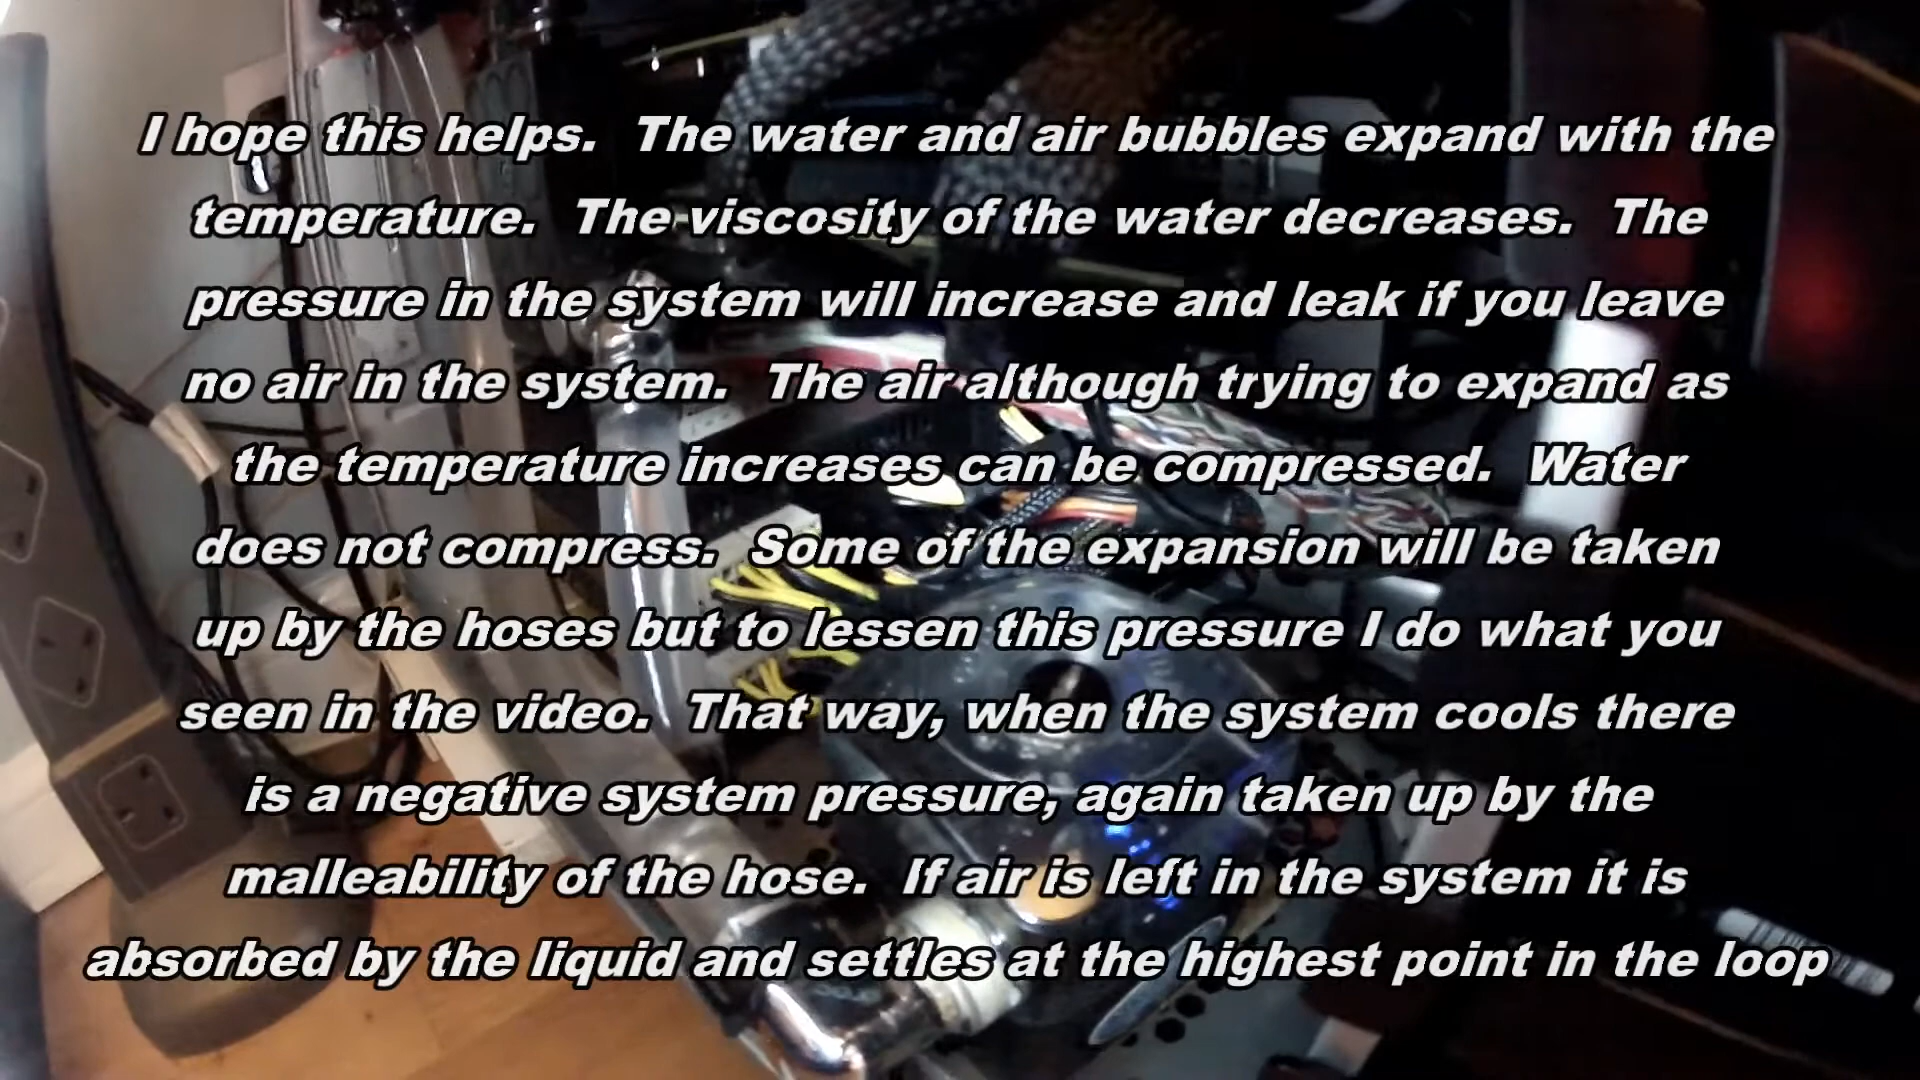 I hope this helps.  The water and air bubbles expand with the
temperature.  The viscosity of the water decreases.  The
pressure in the system will increase and leak if you leave
no air in the system.  The air although trying to expand as
the temperature increases can be compressed.  Water
does not compress.  Some of the expansion will be taken
up by the hoses but to lessen this pressure I do what you
seen in the video.  That way, when the system cools there
is a negative system pressure, again taken up by the
malleability of the hose.  If air is left in the system it is
absorbed by the liquid and settles at the highest point in the loop